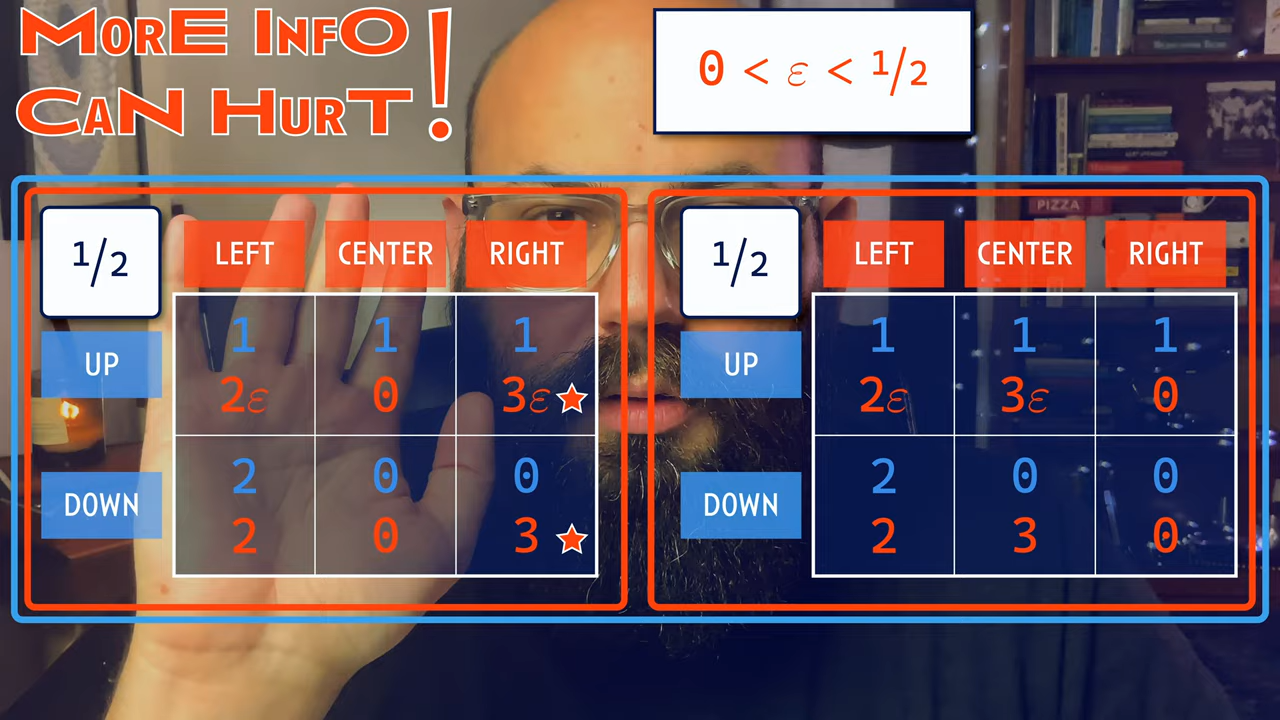 MORE INFO
CAN HURT!
0 < ε < 1/2
1/2 LEFT CENTER RIGHT
UP
1 1 1
2ε 0 3ε
DOWN
2 0 0
2 0 3
1/2 LEFT CENTER RIGHT
UP
1 1 1
2ε 3ε 0
DOWN
2 0 0
2 3 0
PIZZA